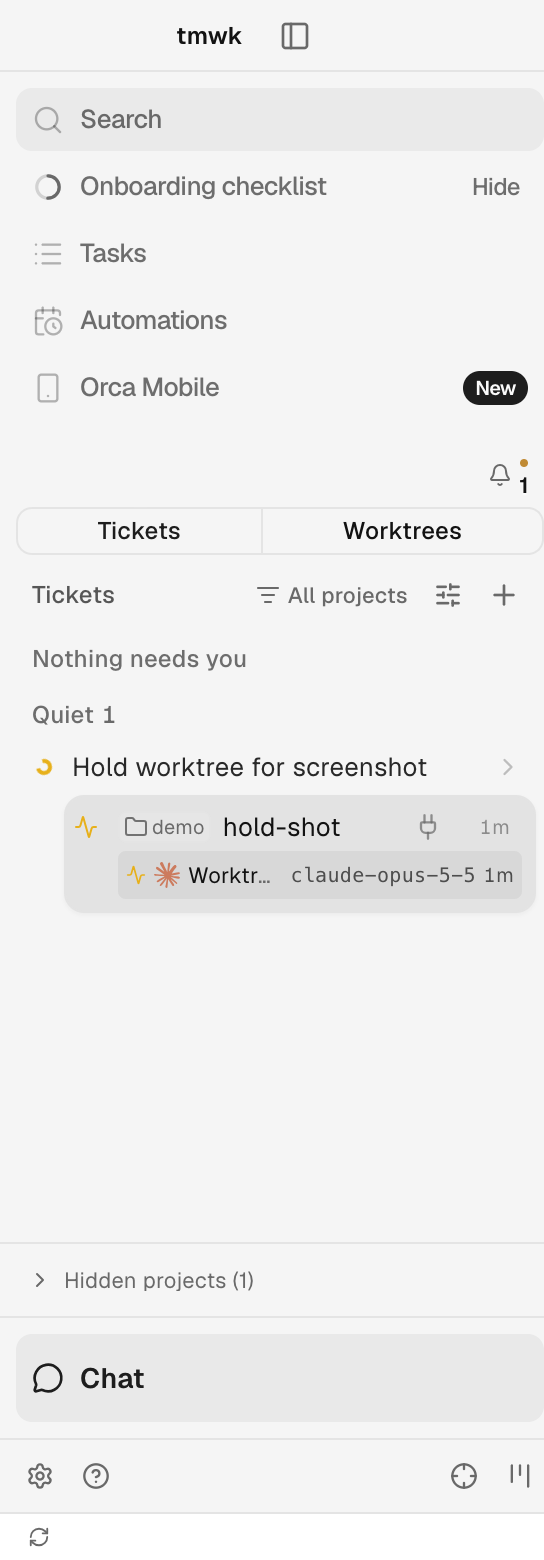 tmwk
Search
Onboarding checklist Hide
Tasks
Automations
Orca Mobile New
1
Tickets Worktrees
Tickets All projects
Nothing needs you
Quiet 1
Hold worktree for screenshot
demo hold-shot 1m
Worktr... claude-opus-5-5 1m
Hidden projects (1)
Chat